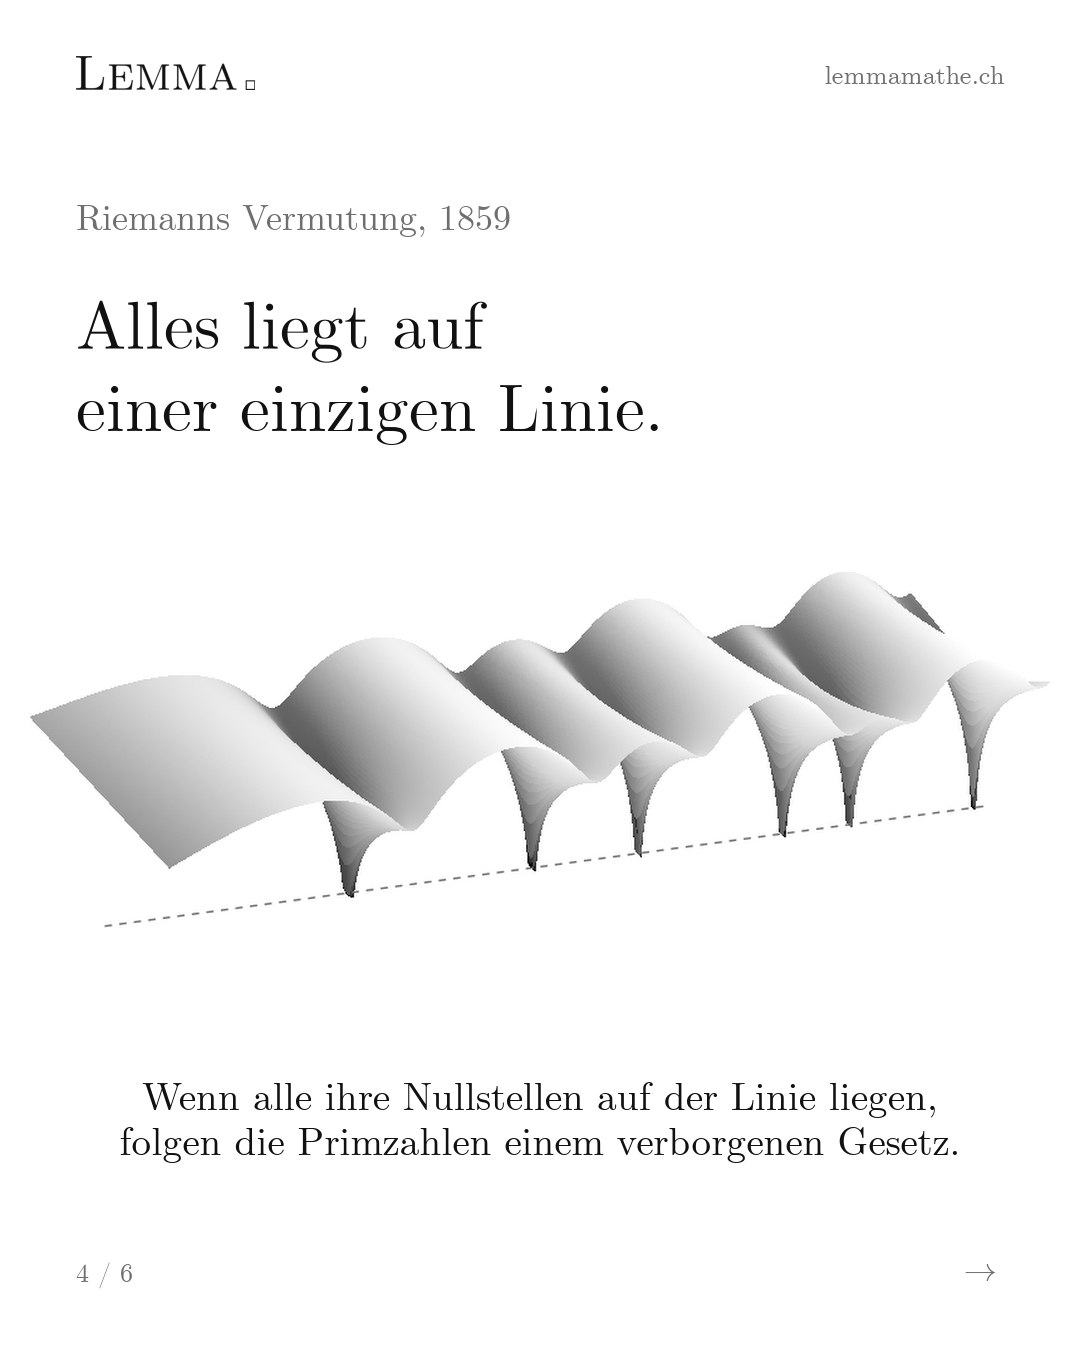 LEMMA
lemmamathe.ch
Riemanns Vermutung, 1859
Alles liegt auf
einer einzigen Linie.
Wenn alle ihre Nullstellen auf der Linie liegen,
folgen die Primzahlen einem verborgenen Gesetz.
4 / 6
→